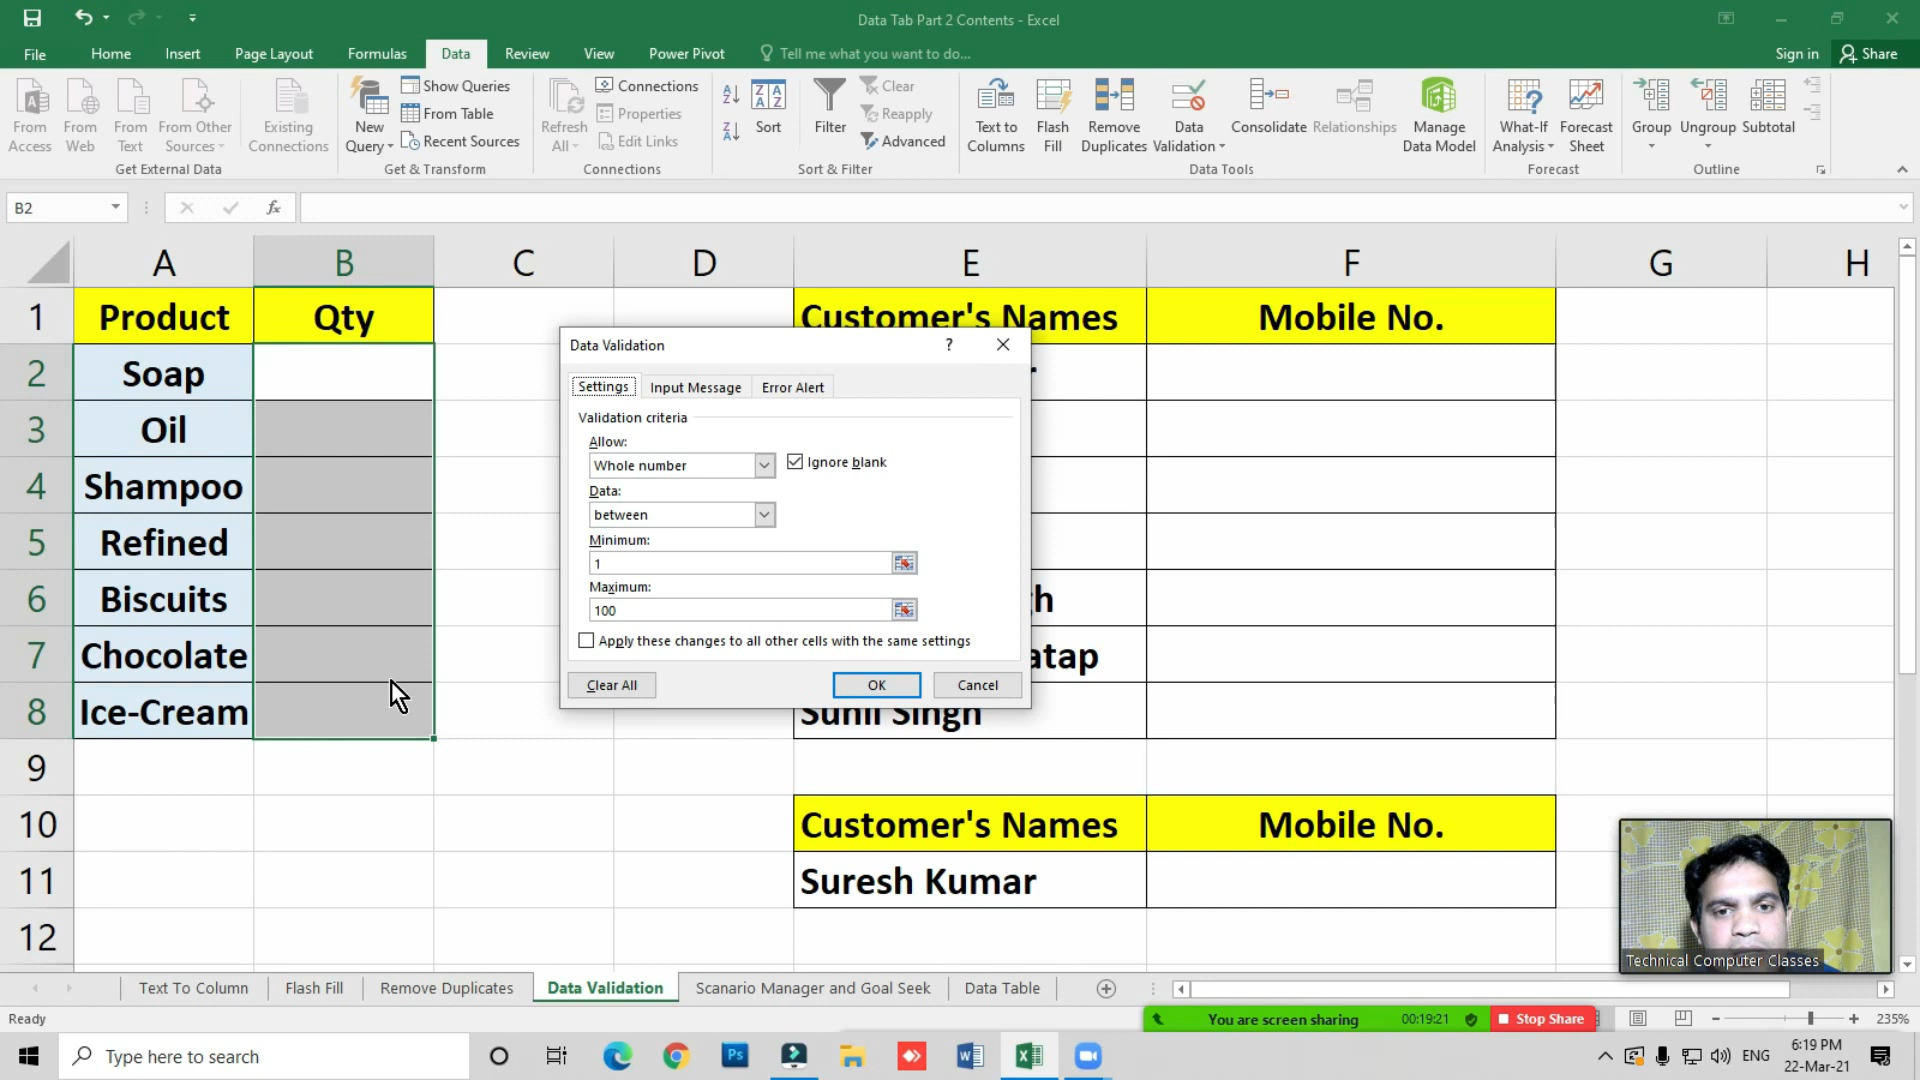 Data Tab Part 2 Contents - Excel
File Home Insert Page Layout Formulas Data Review View Power Pivot Tell me what you want to do... Sign in Share
From Access
From Web
From Text
From Other Sources
Existing Connections
Get External Data
New Query
Show Queries
From Table
Recent Sources
Get & Transform
Refresh All
Connections
Properties
Edit Links
Connections
Sort
Filter
Clear
Reapply
Advanced
Sort & Filter
Text to Columns
Flash Fill
Remove Duplicates
Data Validation
Consolidate
Relationships
Manage Data Model
Data Tools
What-If Analysis
Forecast Sheet
Forecast
Group
Ungroup
Subtotal
Outline
B2
fx
A B C D E F G H
1 Product Qty Customer's Names Mobile No.
2 Soap
3 Oil
4 Shampoo
5 Refined
6 Biscuits
7 Chocolate
8 Ice-Cream Sunil Singh
9
10 Customer's Names Mobile No.
11 Suresh Kumar
12
Data Validation ?
Settings Input Message Error Alert
Validation criteria
Allow:
Whole number Ignore blank
Data:
between
Minimum:
1
Maximum:
100
Apply these changes to all other cells with the same settings
Clear All OK Cancel
Technical Computer Classes
Text To Column Flash Fill Remove Duplicates Data Validation Scanario Manager and Goal Seek Data Table
Ready
You are screen sharing 00:19:21 Stop Share 235%
Type here to search
Ps
ENG
6:19 PM
22-Mar-21